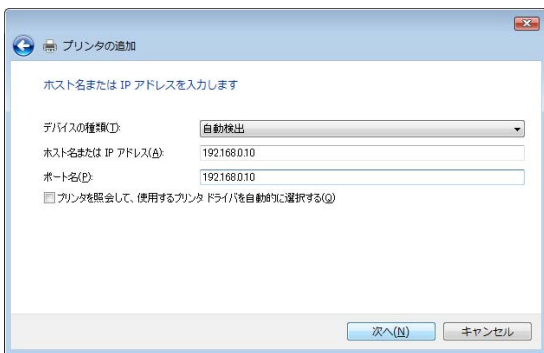 プリンタの追加
ホスト名または IP アドレスを入力します
デバイスの種類(T): 自動検出
ホスト名または IP アドレス(A): 192.168.0.10
ポート名(P): 192.168.0.10
プリンタを照会して、使用するプリンタ ドライバを自動的に選択する(Q)
次へ(N) キャンセル